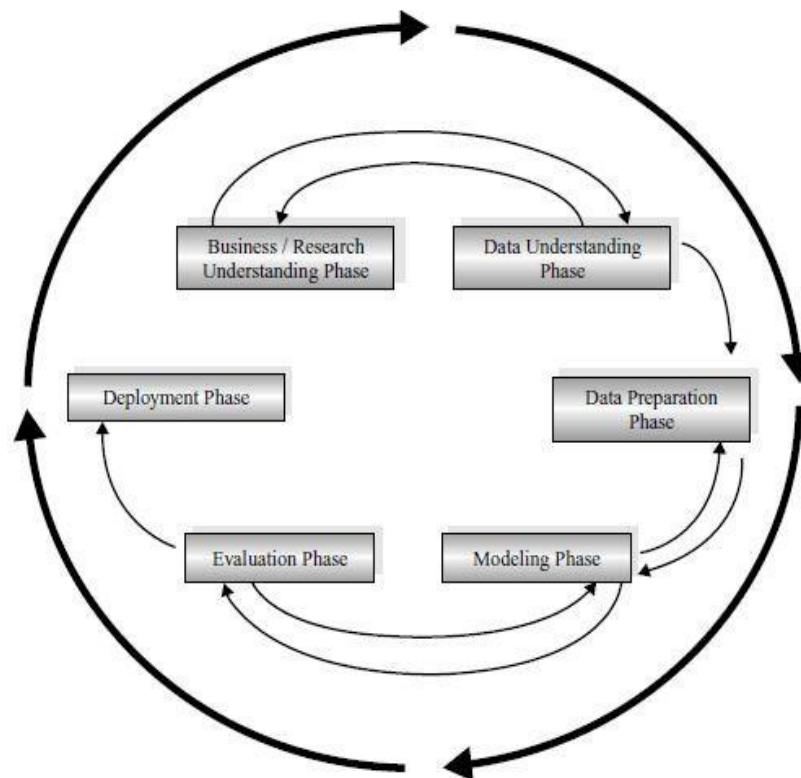 Business / Research
Understanding Phase
Data Understanding
Phase
Deployment Phase
Data Preparation
Phase
Evaluation Phase
Modeling Phase